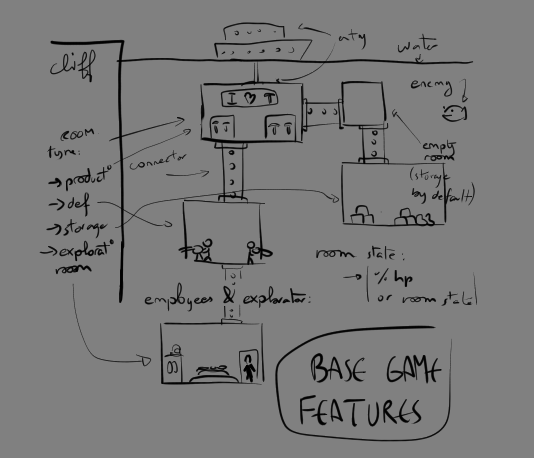 cliff
entry
water
enemy
I ♥ T
room
type:
→ product°
→ def
→ storage
→ explorat°
room
connector
empty
room
(storage
by default)
room state:
→ % hp
or room state
employees & explorator:
BASE GAME
FEATURES